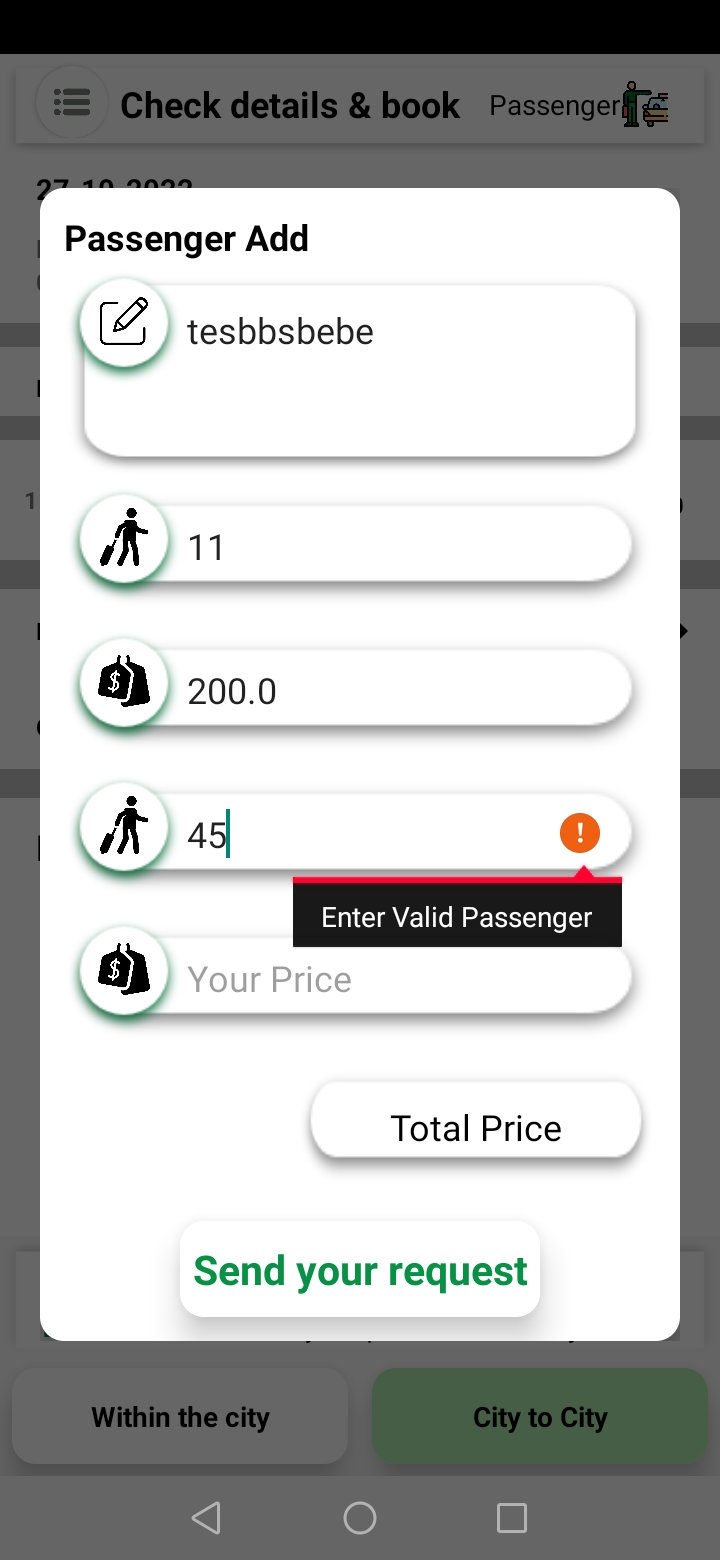 Check details & book
Passenger
27-10-2022
Passenger Add
tesbbsbebe
11
200.0
45
!
Enter Valid Passenger
Your Price
Total Price
Send your request
Within the city
City to City